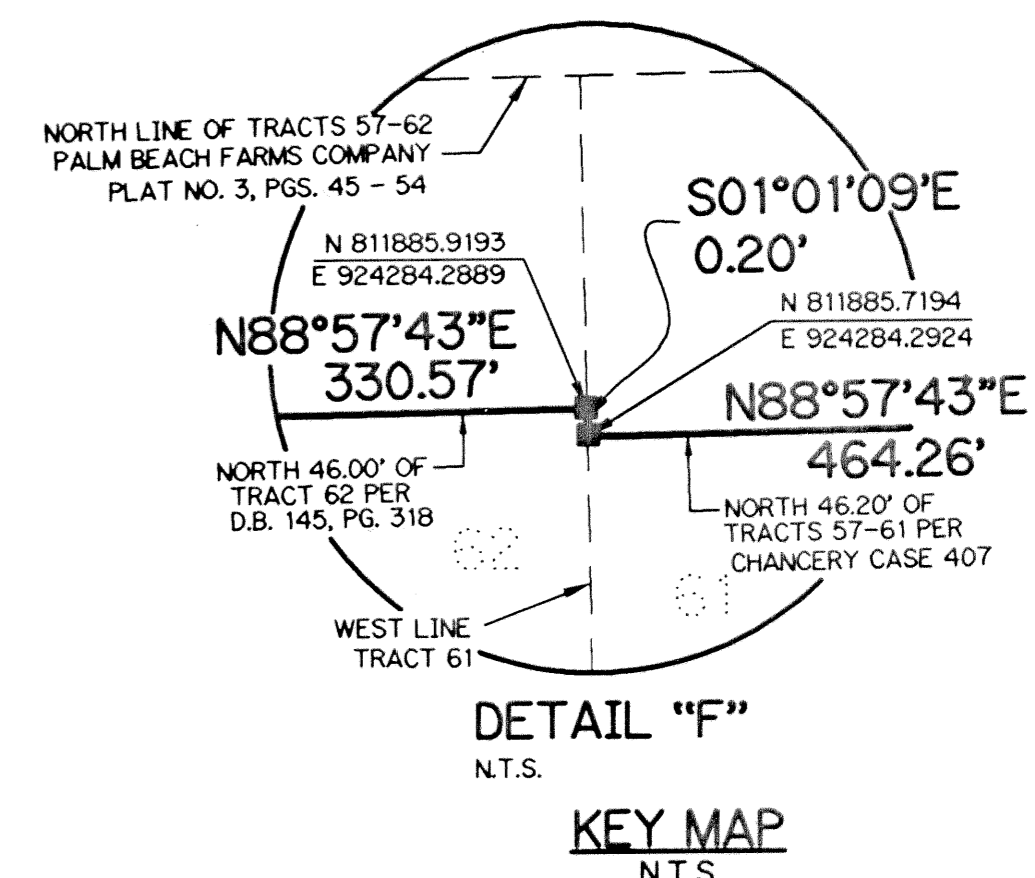 NORTH LINE OF TRACTS 57-62
PALM BEACH FARMS COMPANY
PLAT NO. 3, PGS. 45 - 54
S01°01'09'E
0.20'
N 811885.9193
E 924284.2889
N 811885.7194
E 924284.2924
N88°57'43"E
330.57'
N88°57'43"E
464.26'
NORTH 46.00' OF
TRACT 62 PER
D.B. 145, PG. 318
NORTH 46.20' OF
TRACTS 57-61 PER
CHANCERY CASE 407
62
61
WEST LINE
TRACT 61
DETAIL "F"
N.T.S.
KEY MAP
N.T.S.